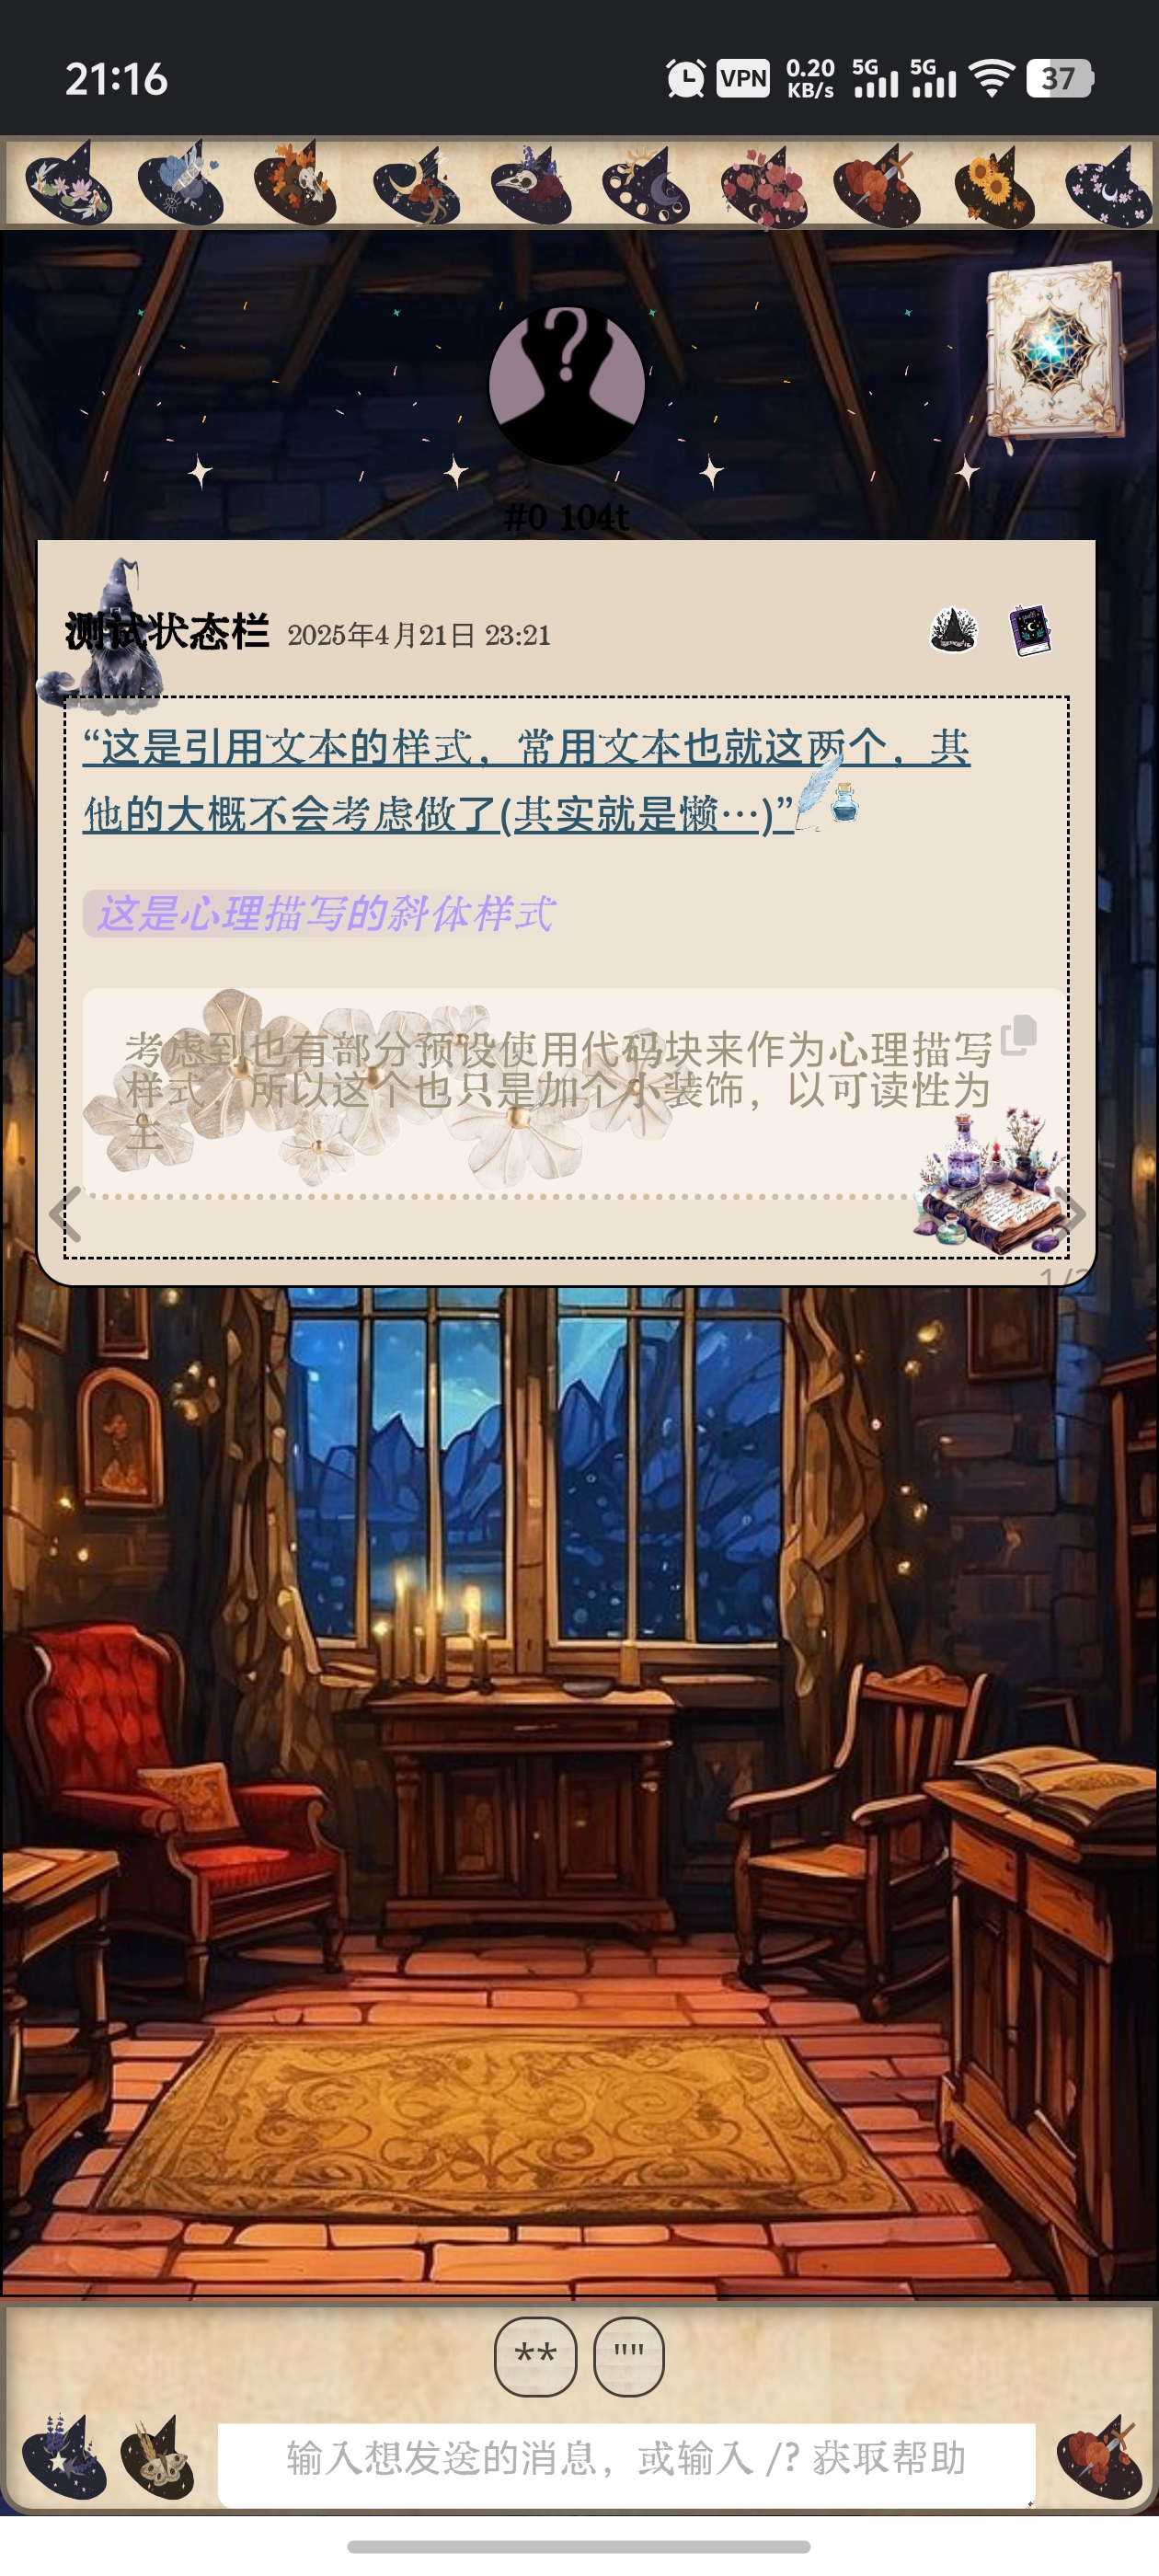 21:16
VPN
0.20
KB/s
5G
5G
37
#0 104t
测试状态栏 2025年4月21日 23:21
“这是引用文本的样式，常用文本也就这两个，其
他的大概不会考虑做了(其实就是懒…)”
这是心理描写的斜体样式
考虑到也有部分预设使用代码块来作为心理描写
样式，所以这个也只是加个小装饰，以可读性为
主
** ""
输入想发送的消息，或输入 /? 获取帮助